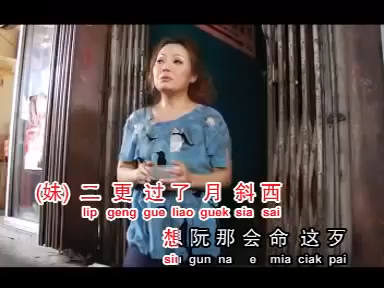 (妹) 二 更 过 了 月 斜 西
lip geng gue liao guek sia sai
想 阮 那 会 命 这 歹
siu gun na e mia ciak pai